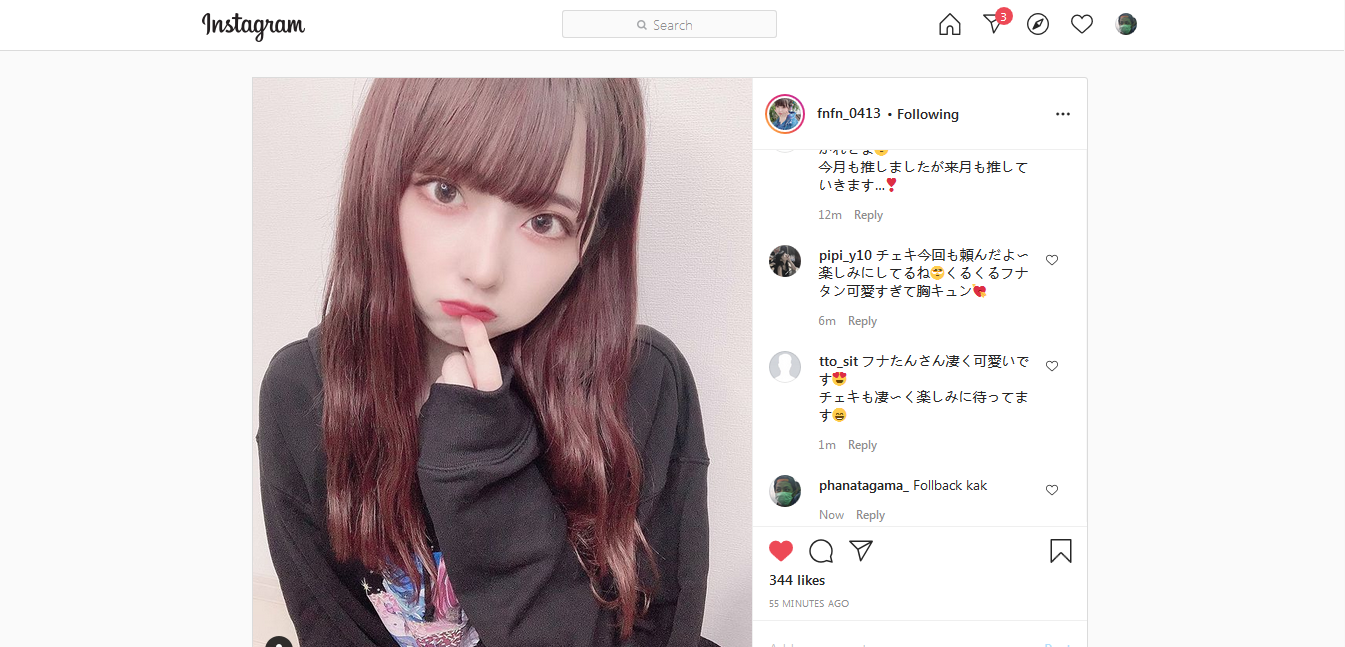 Instagram
Search
3
fnfn_0413 • Following
今月も推しましたが来月も推して
いきます...❣
12m Reply
pipi_y10 チェキ今回も頼んだよ〜
楽しみにしてるね😎くるくるフナ
タン可愛すぎて胸キュン💘
6m Reply
tto_sit フナたんさん凄く可愛いで
す😍
チェキも凄〜く楽しみに待ってま
す😄
1m Reply
phanatagama_ Follback kak
Now Reply
344 likes
55 MINUTES AGO